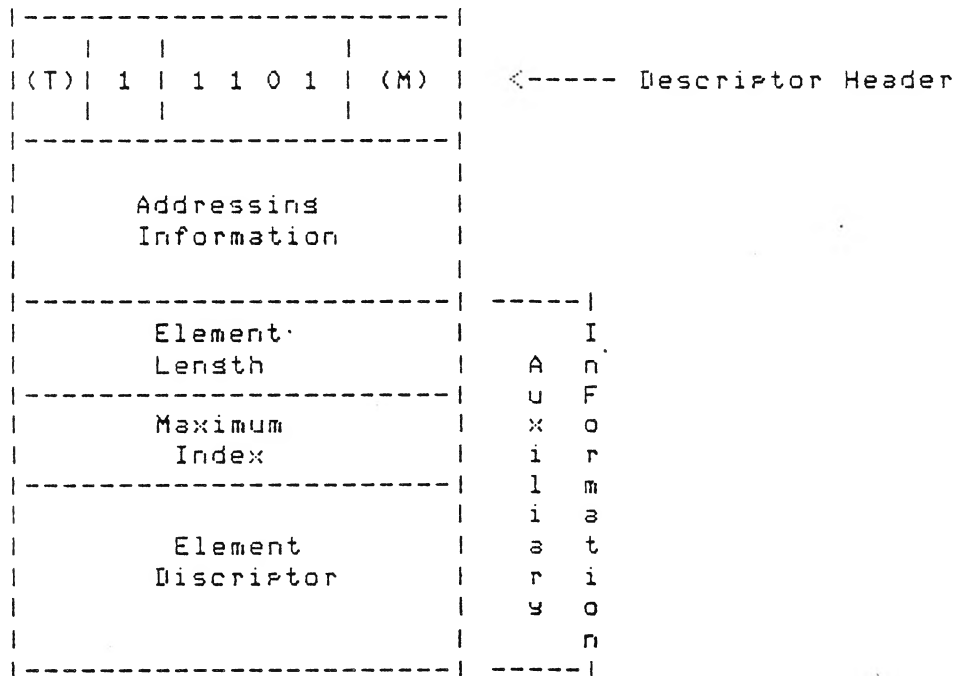 (T) 1 1 1 0 1 (M) <----- Descriptor Header
Addressing
Information
Element
Length
Maximum
Index
Element
Discriptor
Auxiliary
InFormation